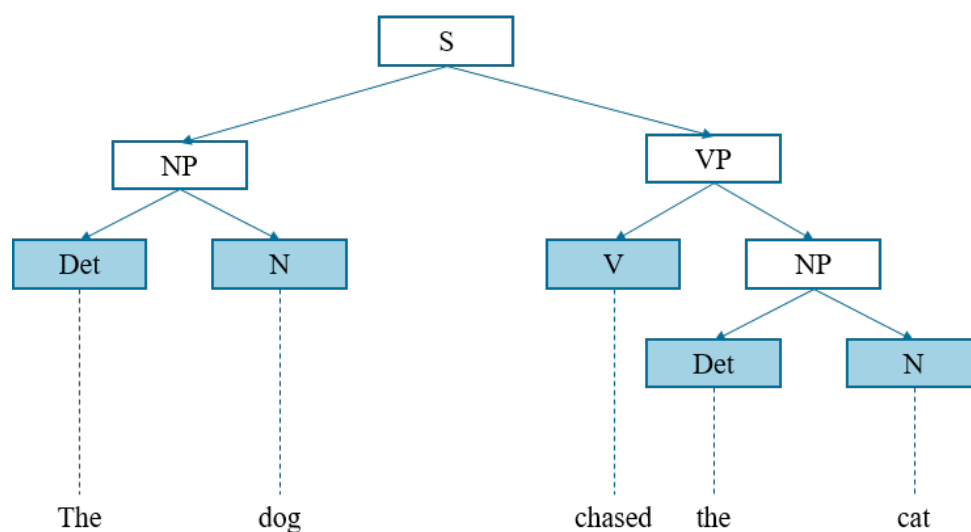 S
NP VP
Det N V NP
Det N
The dog chased the cat